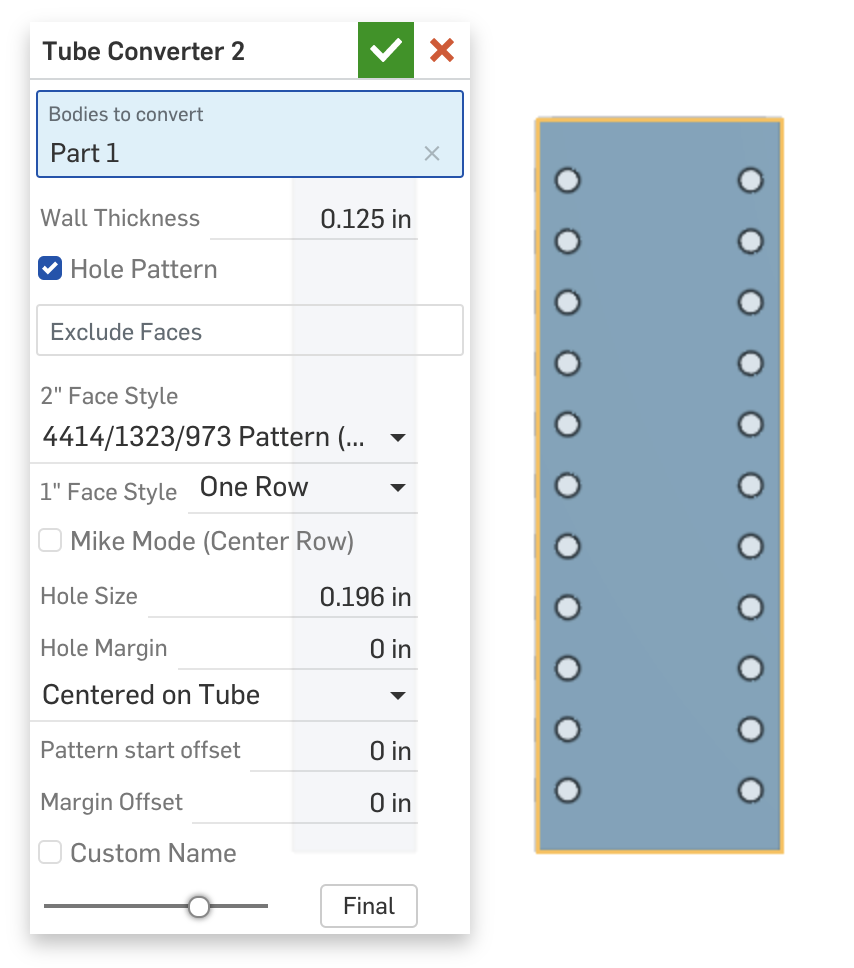 Tube Converter 2
Bodies to convert
Part 1
Wall Thickness 0.125 in
Hole Pattern
Exclude Faces
2" Face Style
4414/1323/973 Pattern (...
1" Face Style One Row
Mike Mode (Center Row)
Hole Size 0.196 in
Hole Margin 0 in
Centered on Tube
Pattern start offset 0 in
Margin Offset 0 in
Custom Name
Final